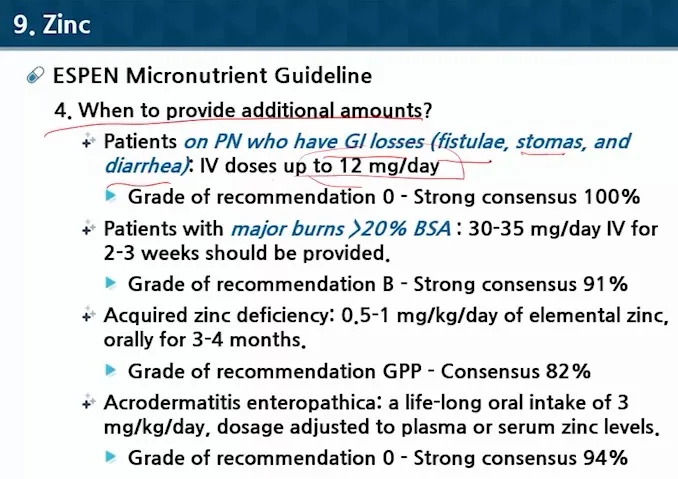 9. Zinc
ESPEN Micronutrient Guideline
4. When to provide additional amounts?
Patients on PN who have GI losses (fistulae, stomas, and
diarrhea): IV doses up to 12 mg/day
Grade of recommendation 0 - Strong consensus 100%
Patients with major burns >20% BSA : 30-35 mg/day IV for
2-3 weeks should be provided.
Grade of recommendation B - Strong consensus 91%
Acquired zinc deficiency: 0.5-1 mg/kg/day of elemental zinc,
orally for 3-4 months.
Grade of recommendation GPP - Consensus 82%
Acrodermatitis enteropathica: a life-long oral intake of 3
mg/kg/day, dosage adjusted to plasma or serum zinc levels.
Grade of recommendation 0 - Strong consensus 94%